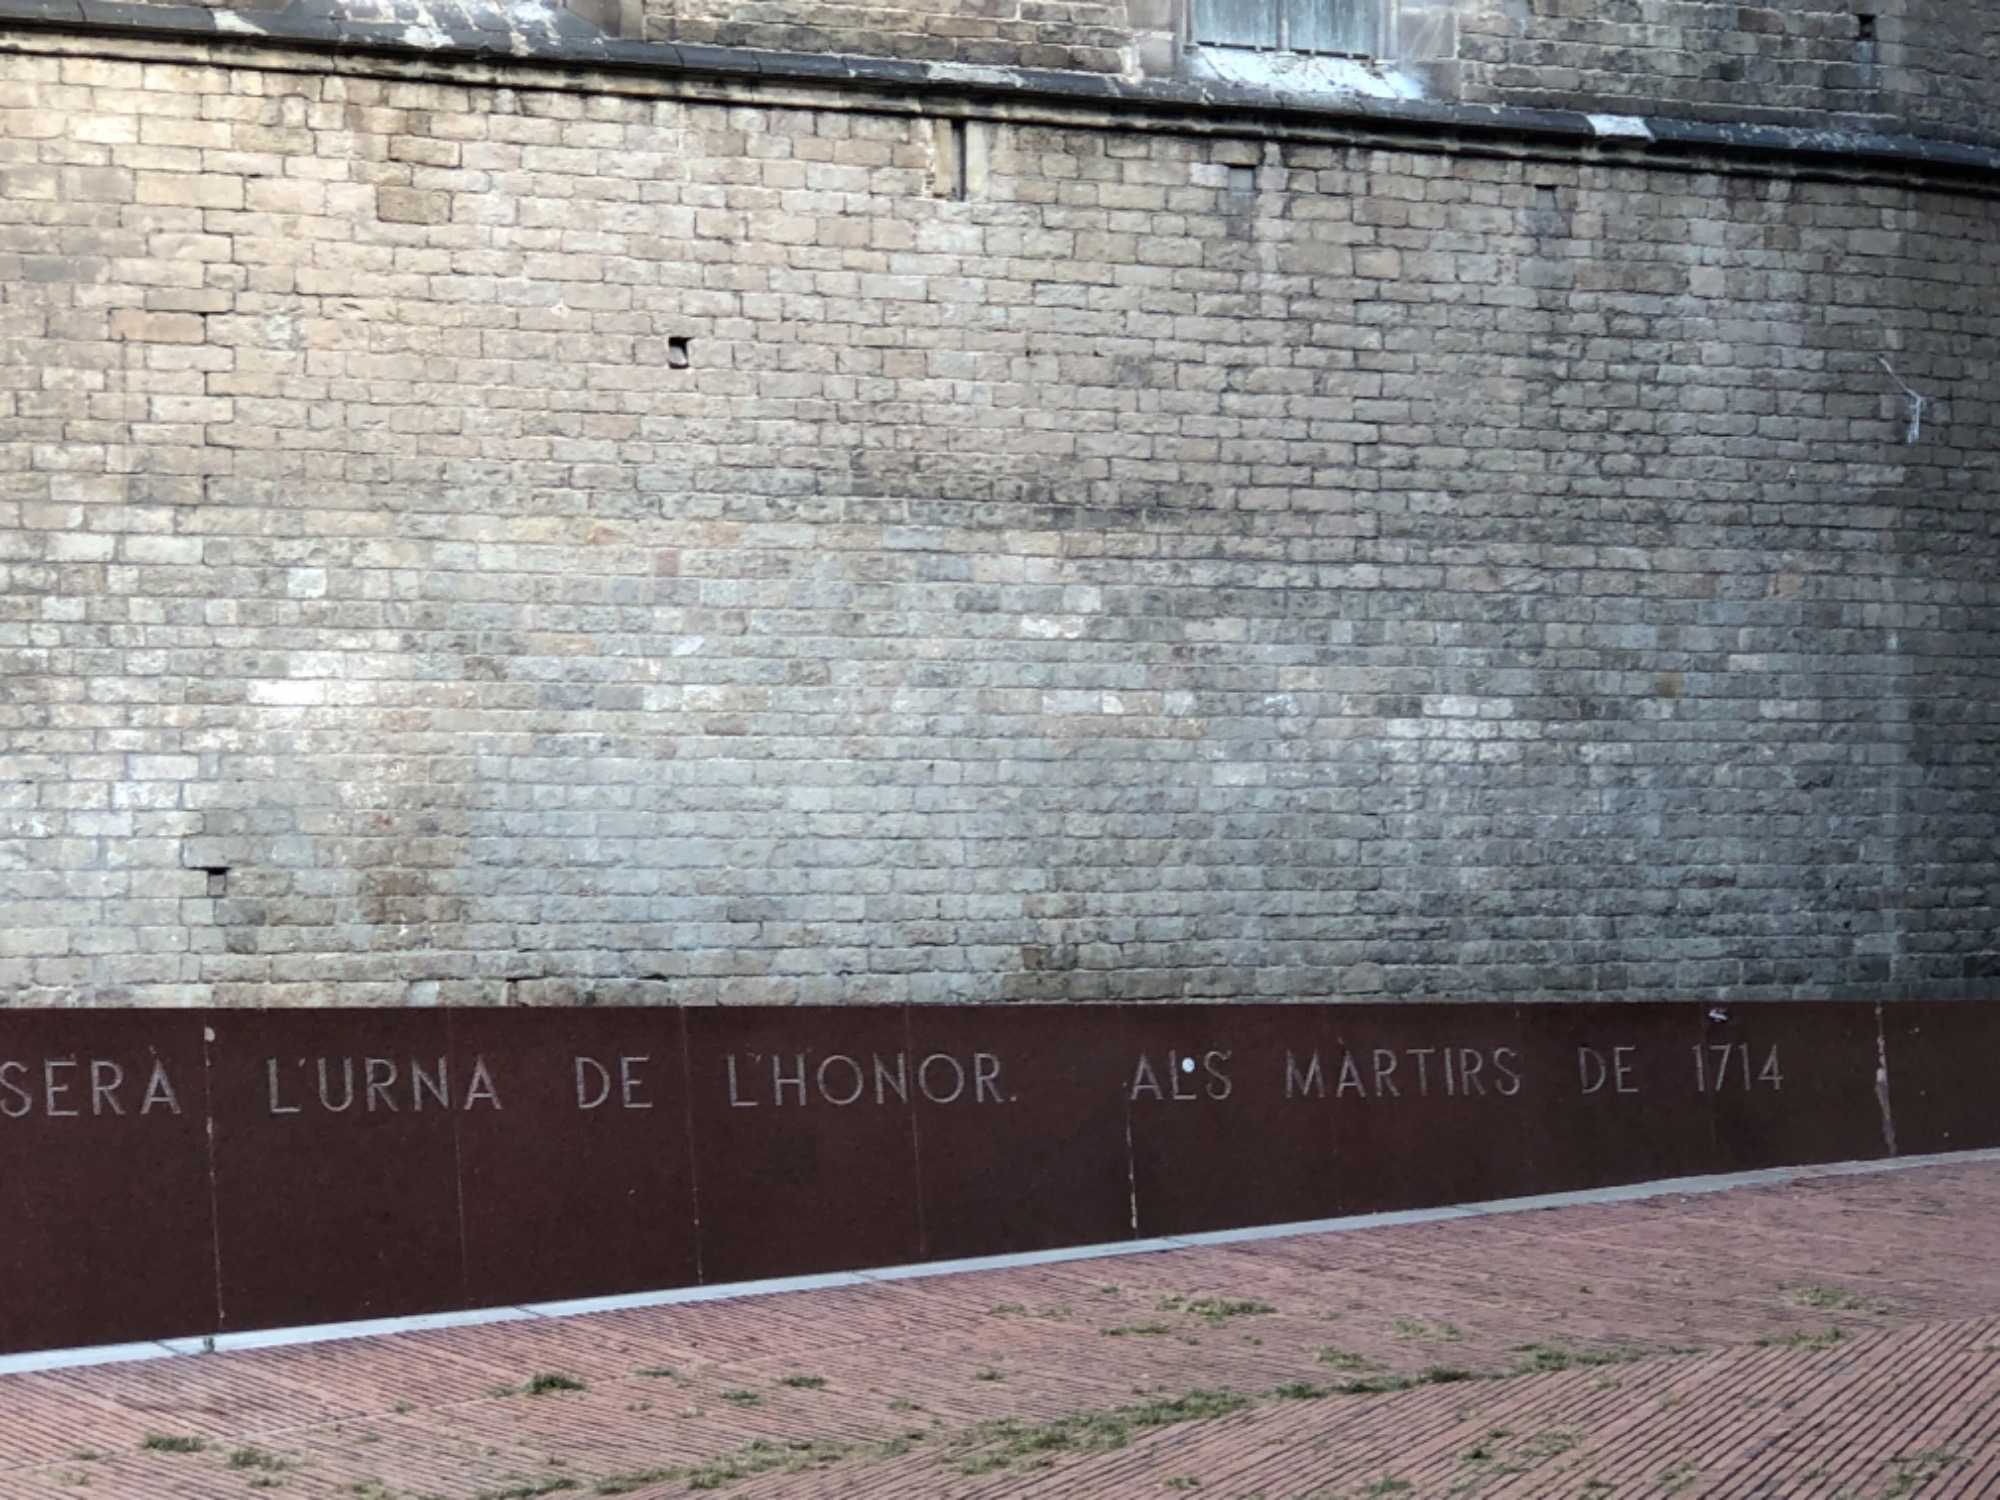 SERÀ L'URNA DE L'HONOR. ALS MÀRTIRS DE 1714